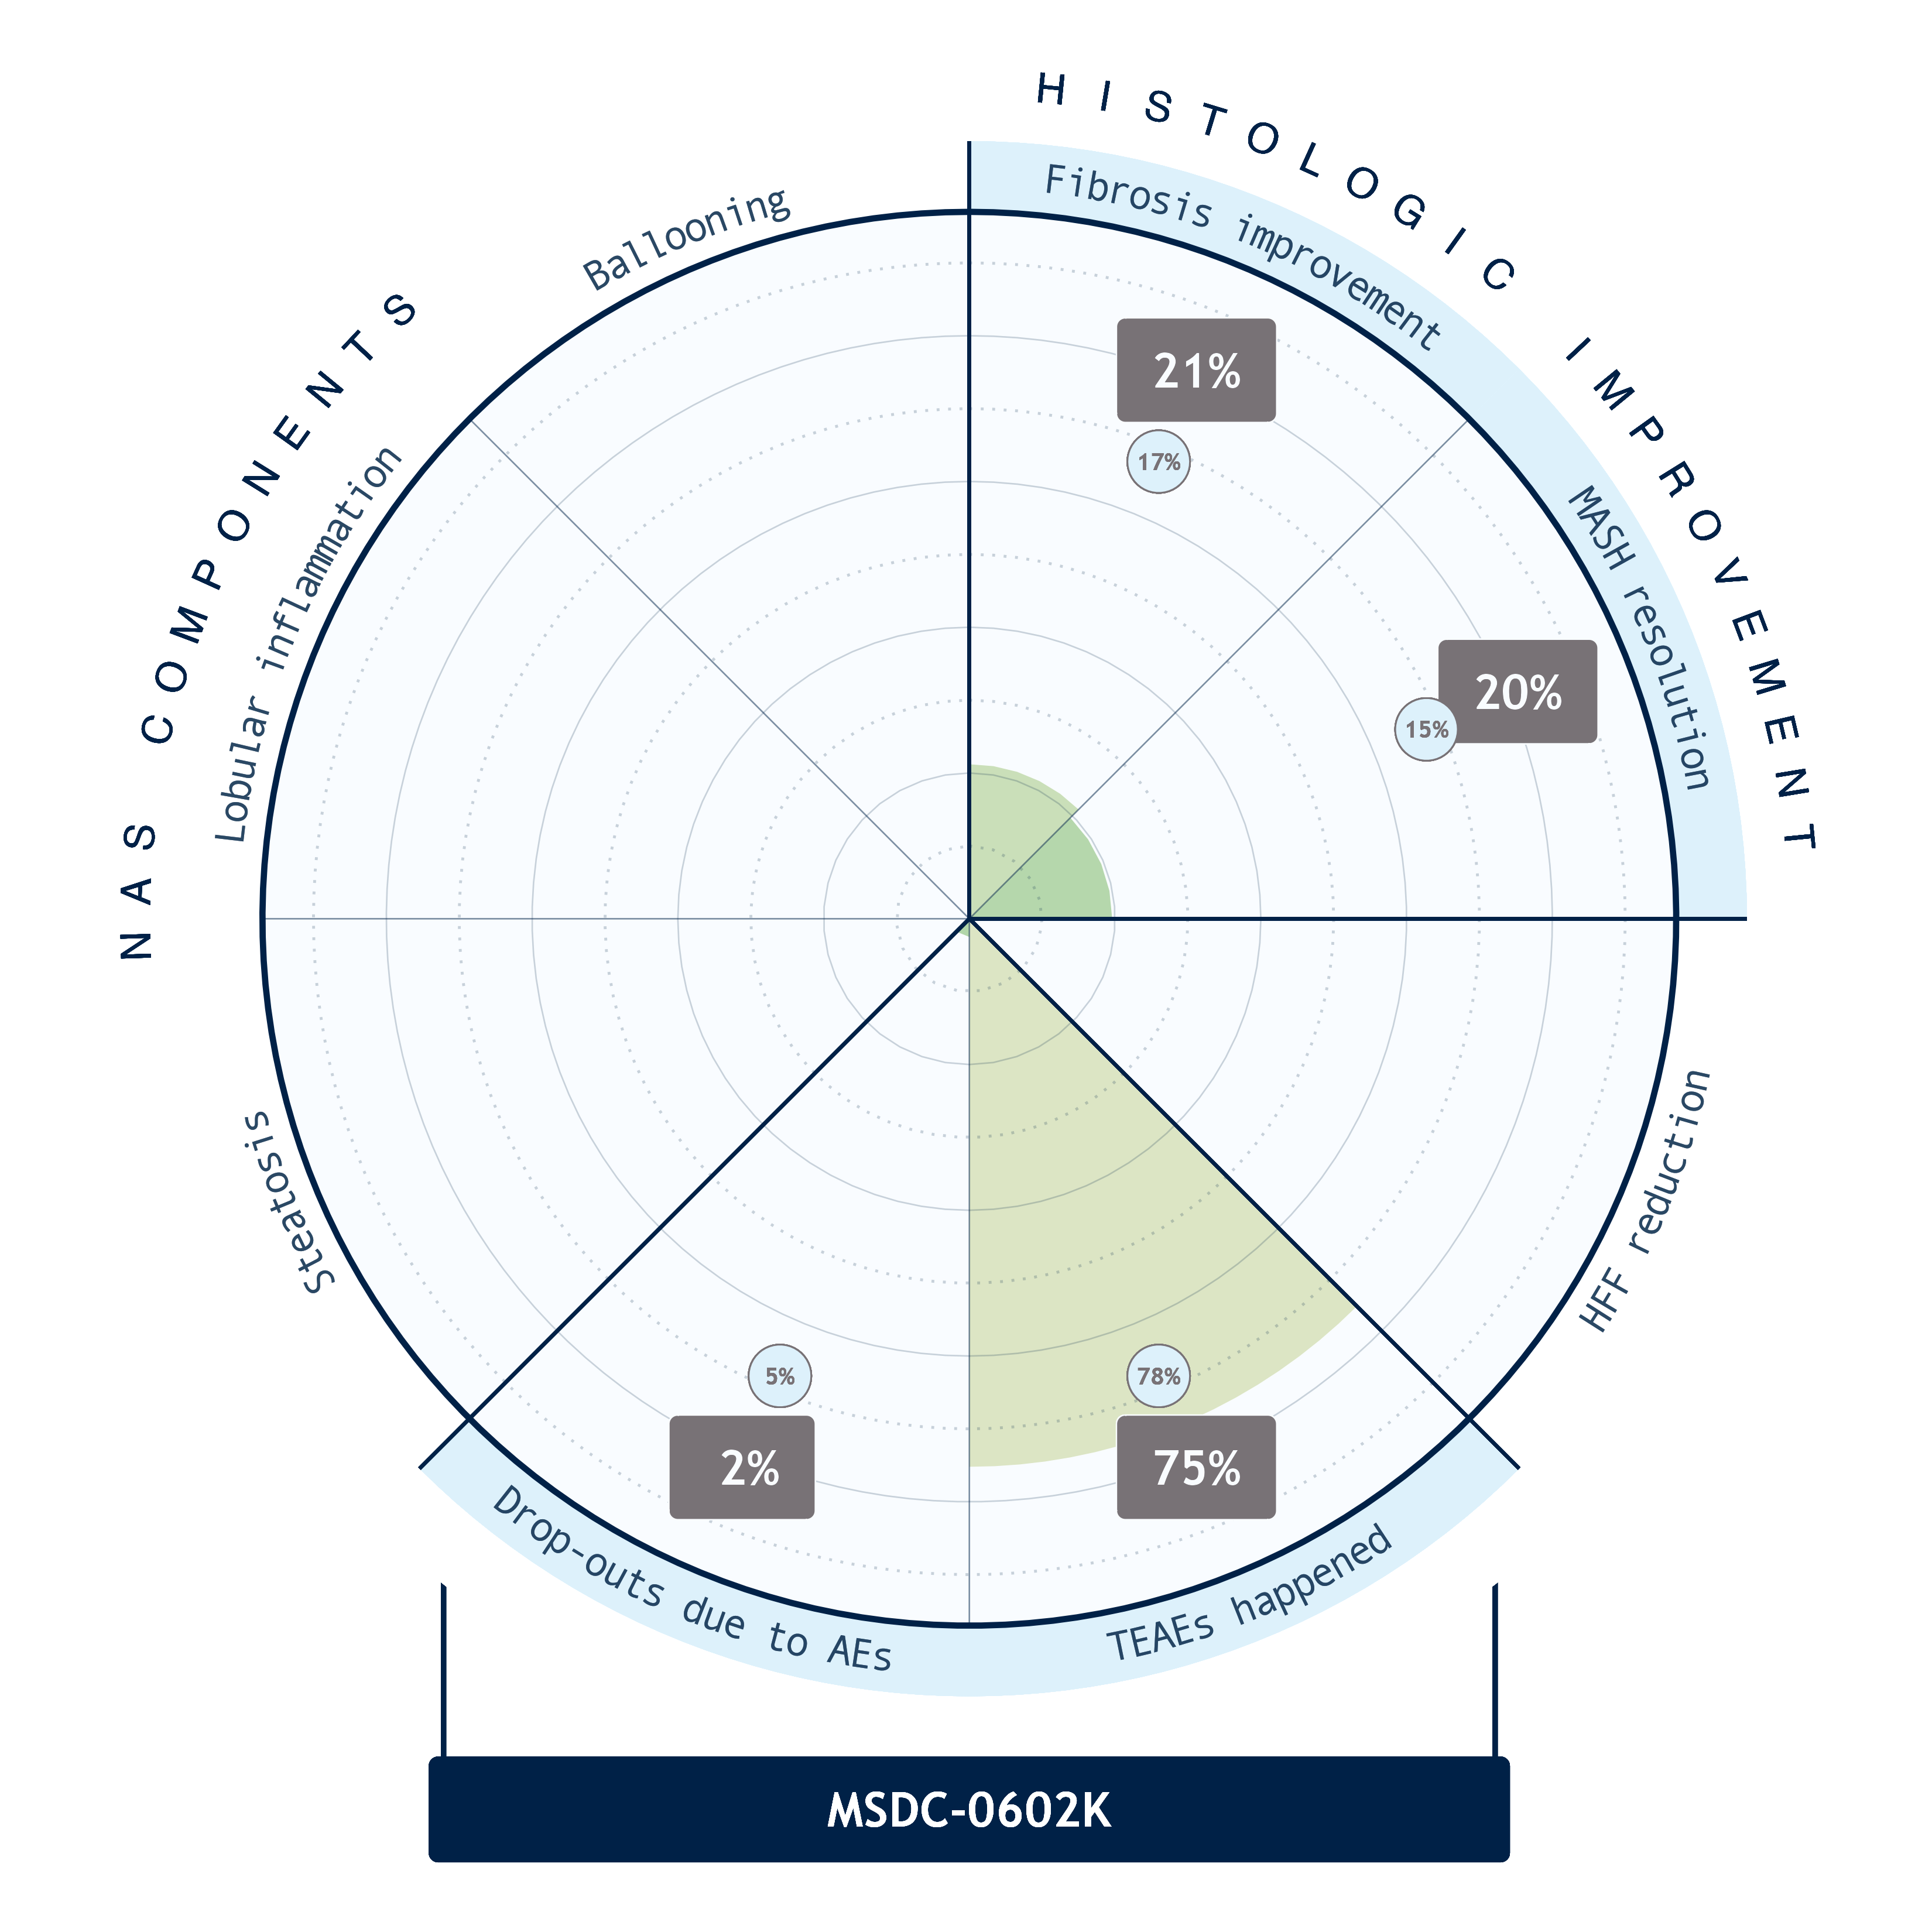 HISTOLOGIC IMPROVEMENT
Fibrosis improvement
21%
17%
MASH resolution
20%
15%
HFF reduction
TEAEs happened
78%
75%
Drop-outs due to AEs
5%
2%
NAS COMPONENTS
Steatosis
Lobular inflammation
Ballooning
MSDC-0602K